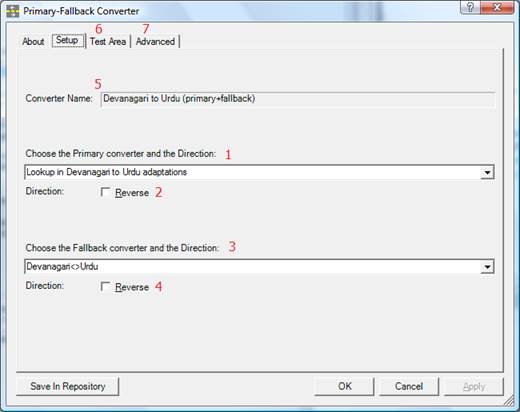 Primary-Fallback Converter
6 7
About Setup Test Area Advanced
5
Converter Name: Devanagari to Urdu (primary+fallback)
Choose the Primary converter and the Direction: 1
Lookup in Devanagari to Urdu adaptations
Direction: Reverse 2
Choose the Fallback converter and the Direction: 3
Devanagari<>Urdu
Direction: Reverse 4
Save In Repository OK Cancel Apply